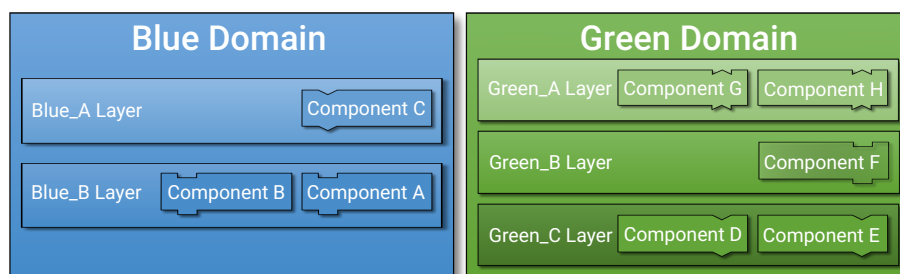 Blue Domain
Blue_A Layer Component C
Blue_B Layer Component B Component A
Green Domain
Green_A Layer Component G Component H
Green_B Layer Component F
Green_C Layer Component D Component E